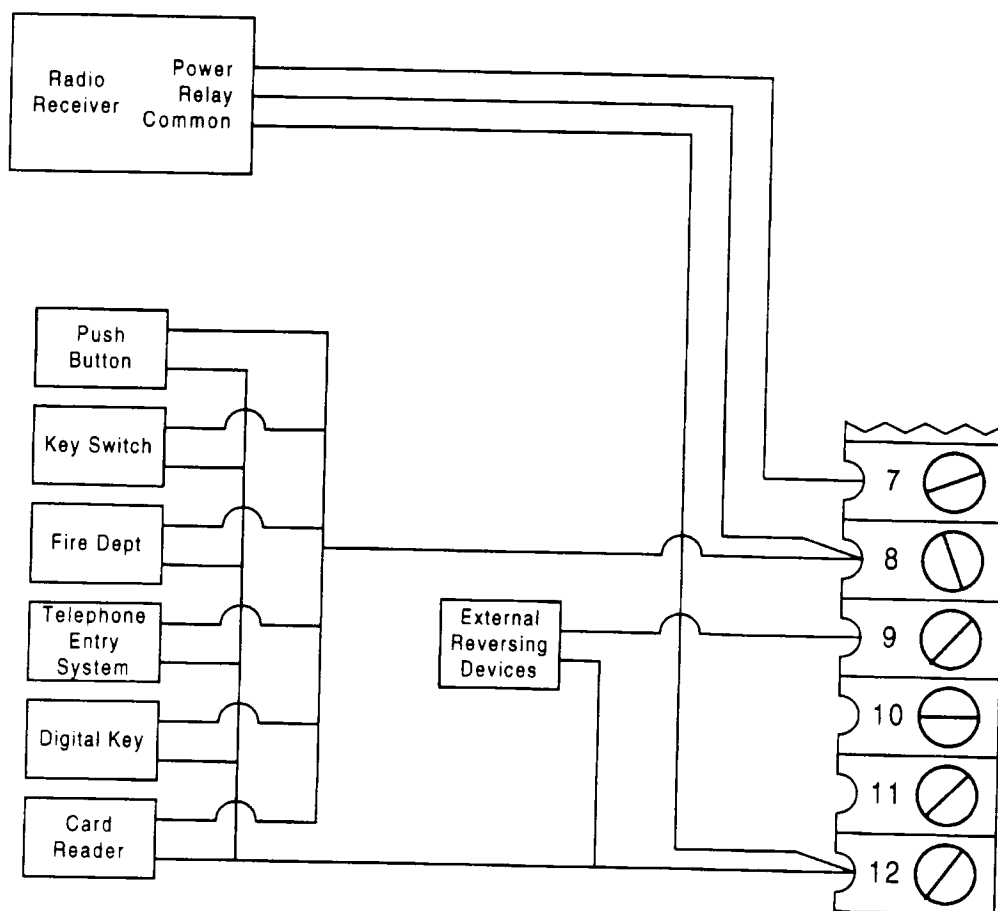 Radio
Receiver
Power
Relay
Common
Push
Button
Key Switch
Fire Dept
Telephone
Entry
System
Digital Key
Card
Reader
External
Reversing
Devices
7
8
9
10
11
12